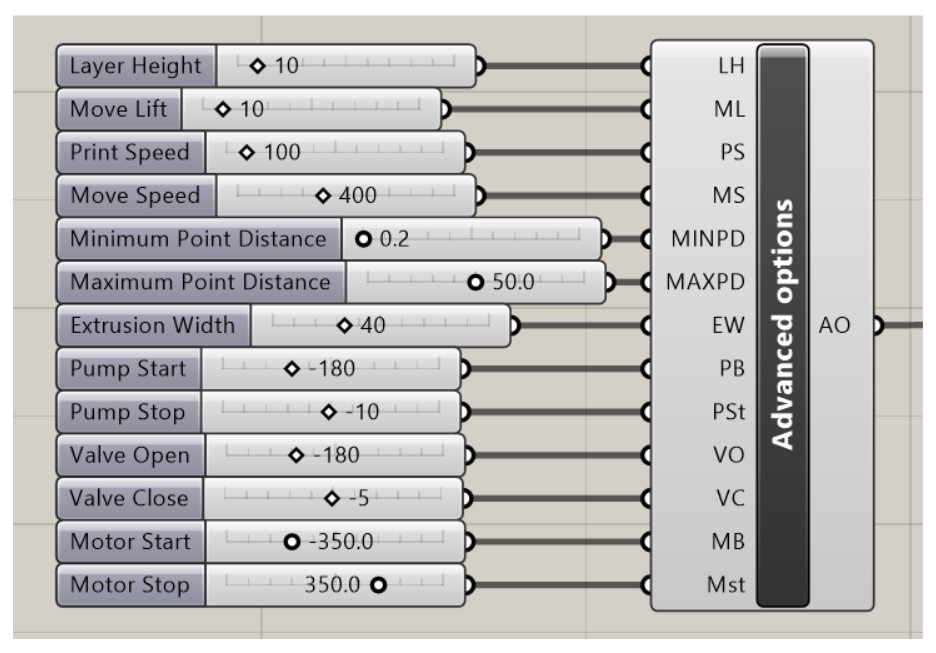 Layer Height 10 LH
Move Lift 10 ML
Print Speed 100 PS
Move Speed 400 MS
Minimum Point Distance 0.2 MINPD
Maximum Point Distance 50.0 MAXPD
Extrusion Width 40 EW
Pump Start -180 PB
Pump Stop -10 PSt
Valve Open -180 VO
Valve Close -5 VC
Motor Start -350.0 MB
Motor Stop 350.0 Mst
Advanced options
AO